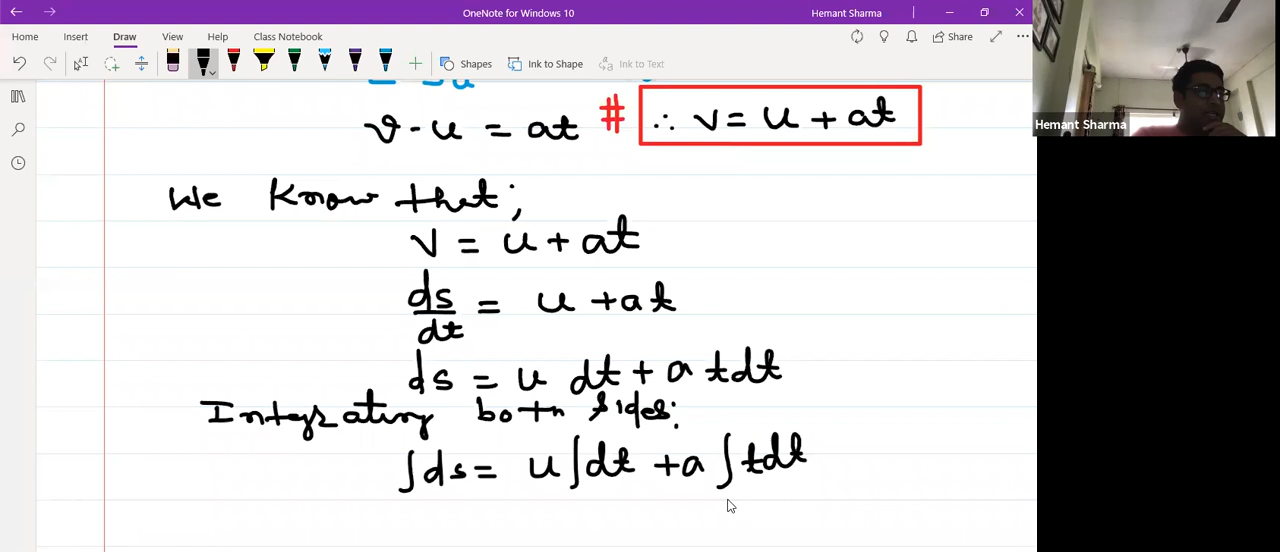 OneNote for Windows 10
Hemant Sharma
Home Insert Draw View Help Class Notebook
Share
Ink to Shape
Ink to Text
v - u = at # ∴ v = u + at
We Know that;
v = u + at
ds/dt = u + at
ds = u dt + a tdt
Integrating both sides:
∫ds = u∫dt + a∫tdt
Hemant Sharma